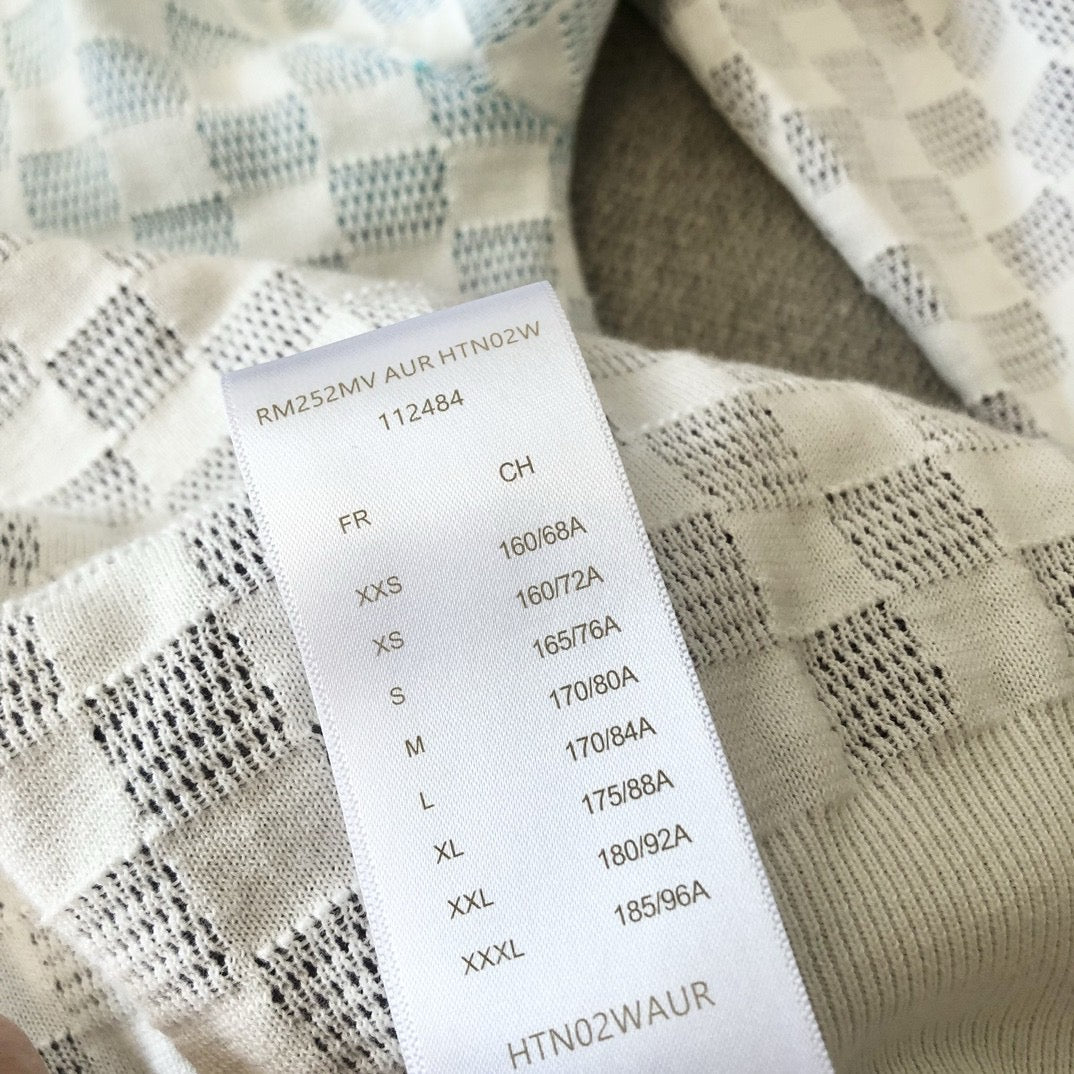 RM252MV AUR HTN02W
112484
FR CH
XXS 160/68A
XS 160/72A
S 165/76A
M 170/80A
L 170/84A
XL 175/88A
XXL 180/92A
XXXL 185/96A
HTN02WAUR